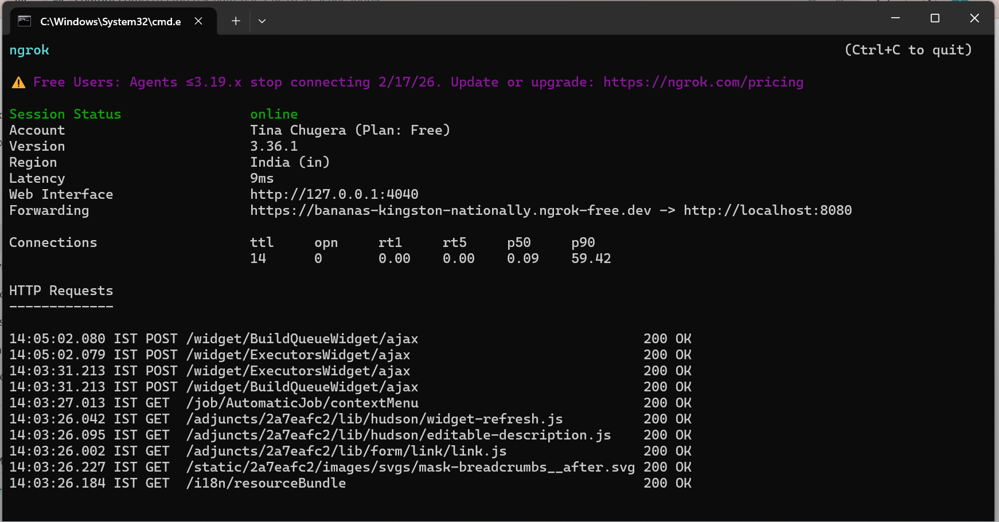 C:\Windows\System32\cmd.e
ngrok (Ctrl+C to quit)
⚠ Free Users: Agents ≤3.19.x stop connecting 2/17/26. Update or upgrade: https://ngrok.com/pricing
Session Status online
Account Tina Chugera (Plan: Free)
Version 3.36.1
Region India (in)
Latency 9ms
Web Interface http://127.0.0.1:4040
Forwarding https://bananas-kingston-nationally.ngrok-free.dev -> http://localhost:8080
Connections ttl opn rt1 rt5 p50 p90
14 0 0.00 0.00 0.09 59.42
HTTP Requests
-------------
14:05:02.080 IST POST /widget/BuildQueueWidget/ajax 200 OK
14:05:02.079 IST POST /widget/ExecutorsWidget/ajax 200 OK
14:03:31.213 IST POST /widget/ExecutorsWidget/ajax 200 OK
14:03:31.213 IST POST /widget/BuildQueueWidget/ajax 200 OK
14:03:27.013 IST GET /job/AutomaticJob/contextMenu 200 OK
14:03:26.042 IST GET /adjuncts/2a7eafc2/lib/hudson/widget-refresh.js 200 OK
14:03:26.095 IST GET /adjuncts/2a7eafc2/lib/hudson/editable-description.js 200 OK
14:03:26.002 IST GET /adjuncts/2a7eafc2/lib/form/link/link.js 200 OK
14:03:26.227 IST GET /static/2a7eafc2/images/svgs/mask-breadcrumbs__after.svg 200 OK
14:03:26.184 IST GET /i18n/resourceBundle 200 OK